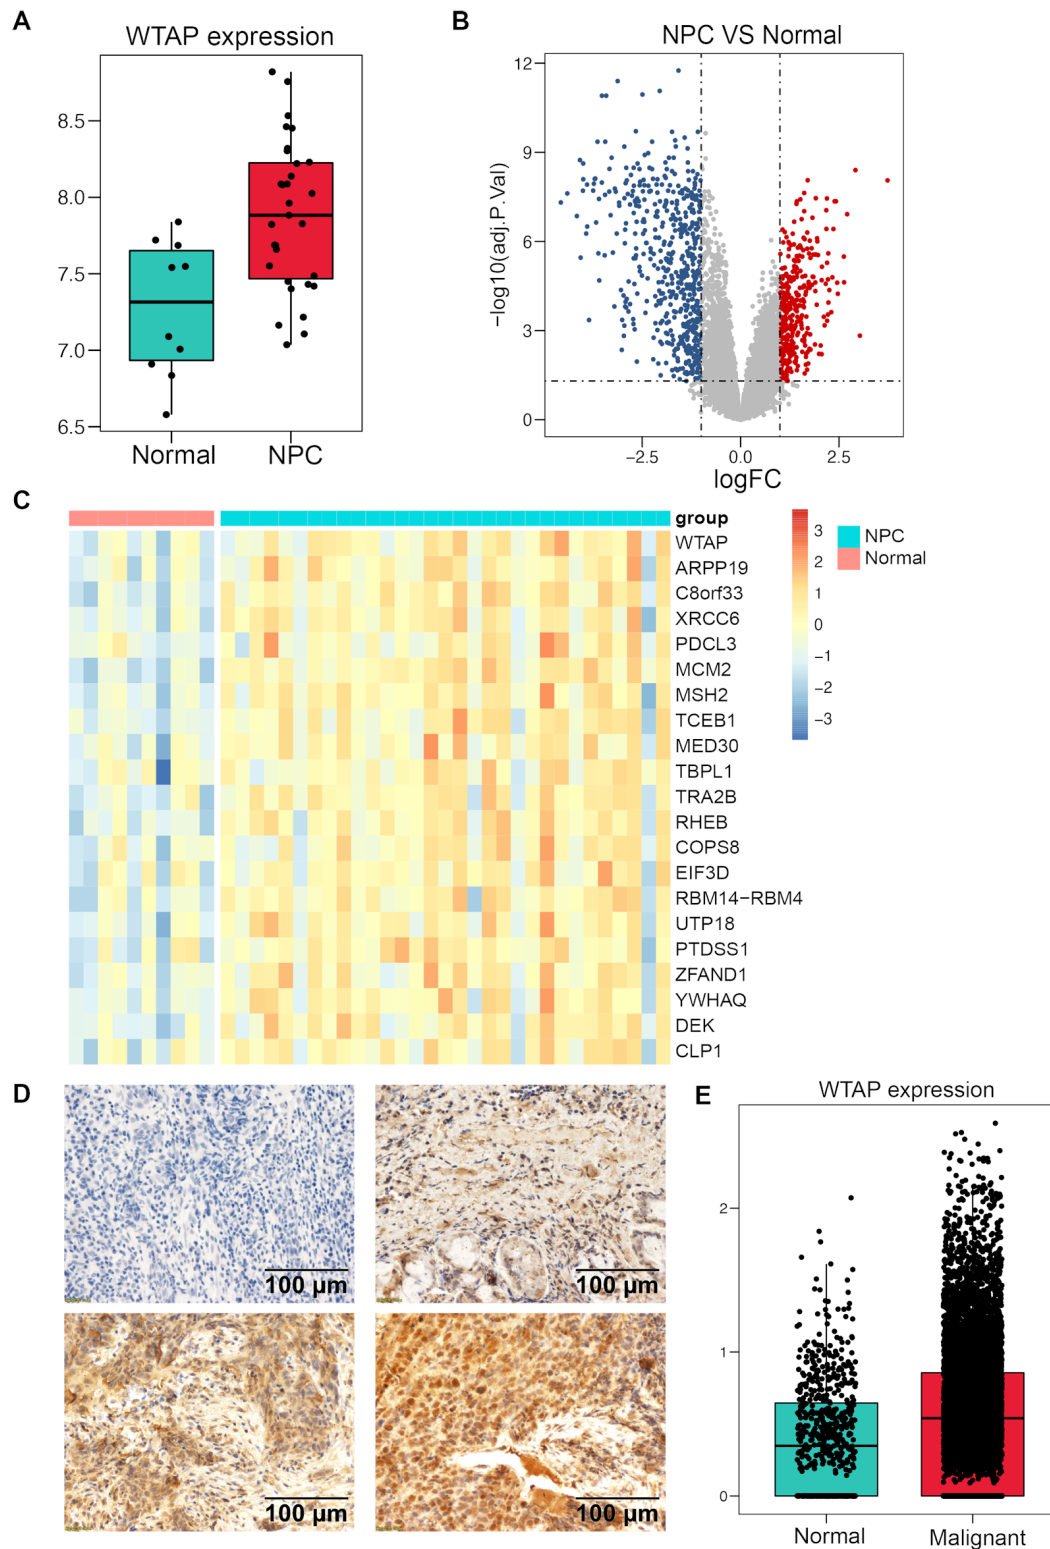 A
WTAP expression
8.5
8.0
7.5
7.0
6.5
Normal
NPC
B
NPC VS Normal
−log10(adj.P.Val)
12
9
6
3
0
−2.5
0.0
2.5
logFC
C
group
WTAP
ARPP19
C8orf33
XRCC6
PDCL3
MCM2
MSH2
TCEB1
MED30
TBPL1
TRA2B
RHEB
COPS8
EIF3D
RBM14−RBM4
UTP18
PTDSS1
ZFAND1
YWHAQ
DEK
CLP1
3
2
1
0
−1
−2
−3
NPC
Normal
D
100 μm
100 μm
100 μm
100 μm
E
WTAP expression
2
1
0
Normal
Malignant